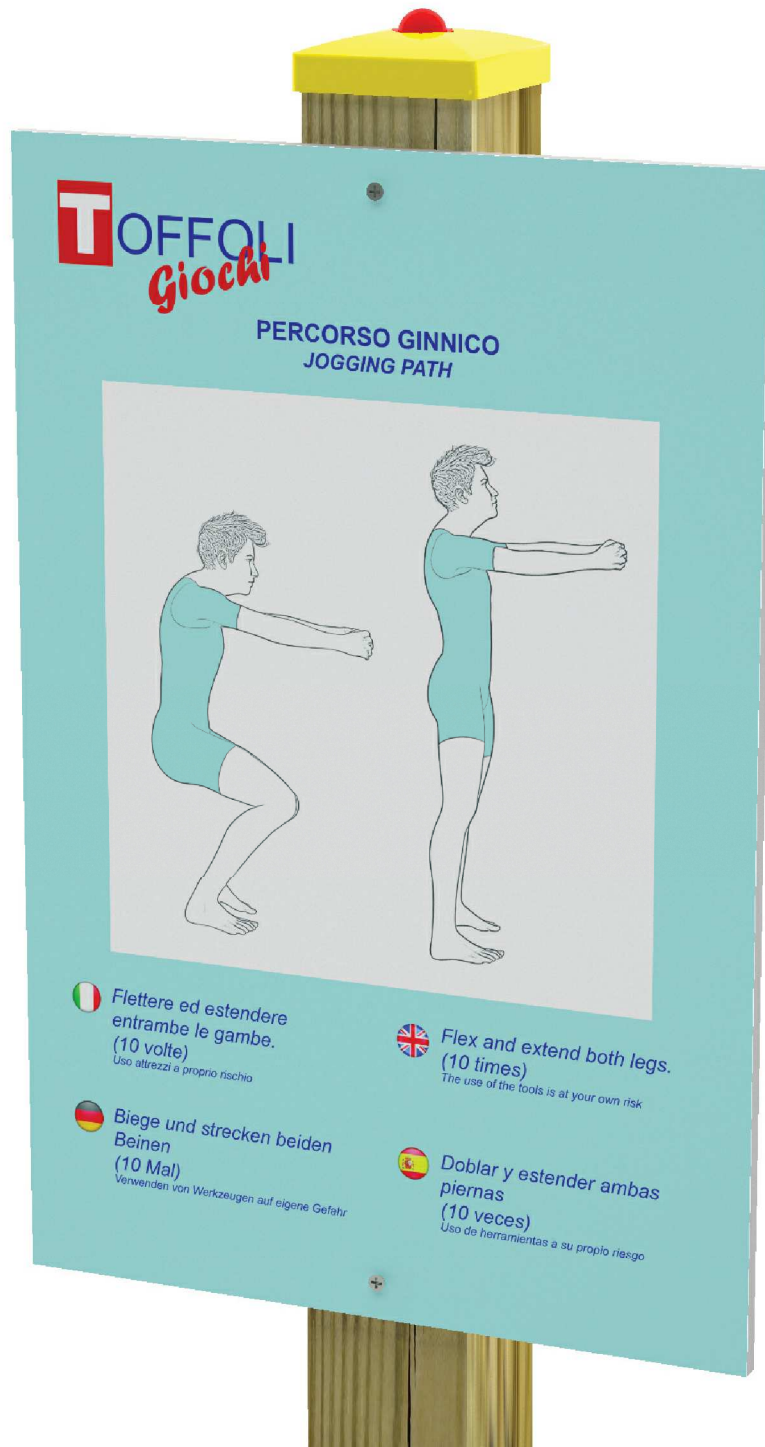 TOFFOLI
Giochi
PERCORSO GINNICO
JOGGING PATH
Flettere ed estendere
entrambe le gambe.
(10 volte)
Uso attrezzi a proprio rischio
Flex and extend both legs.
(10 times)
The use of the tools is at your own risk
Biege und strecken beiden
Beinen
(10 Mal)
Verwenden von Werkzeugen auf eigene Gefahr
Doblar y estender ambas
piernas
(10 veces)
Uso de herramientas a su propio riesgo